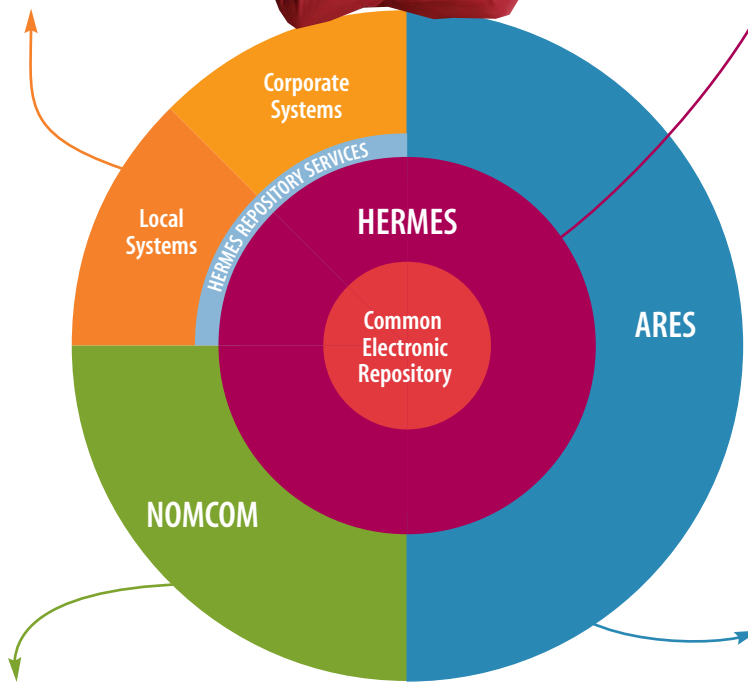 Corporate
Systems
HERMES REPOSITORY SERVICES
Local
Systems
HERMES
Common
Electronic
Repository
ARES
NOMCOM